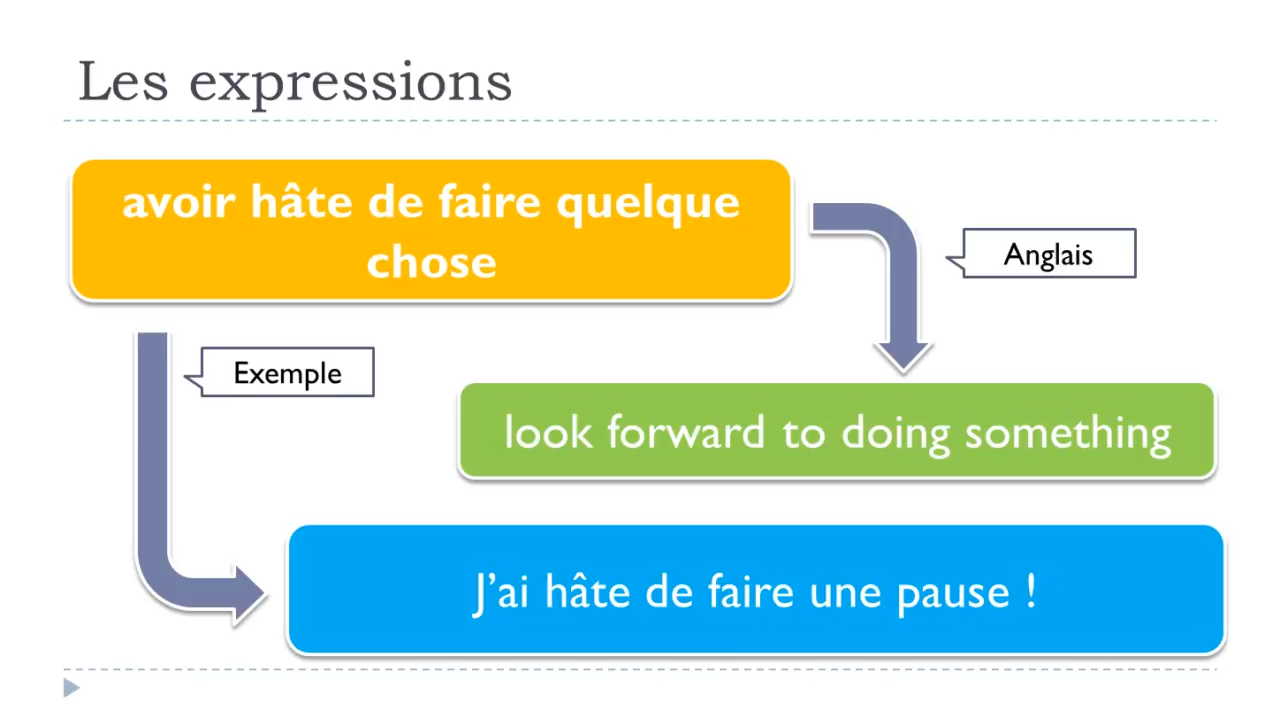 Les expressions
avoir hâte de faire quelque
chose
Anglais
Exemple
look forward to doing something
J’ai hâte de faire une pause !